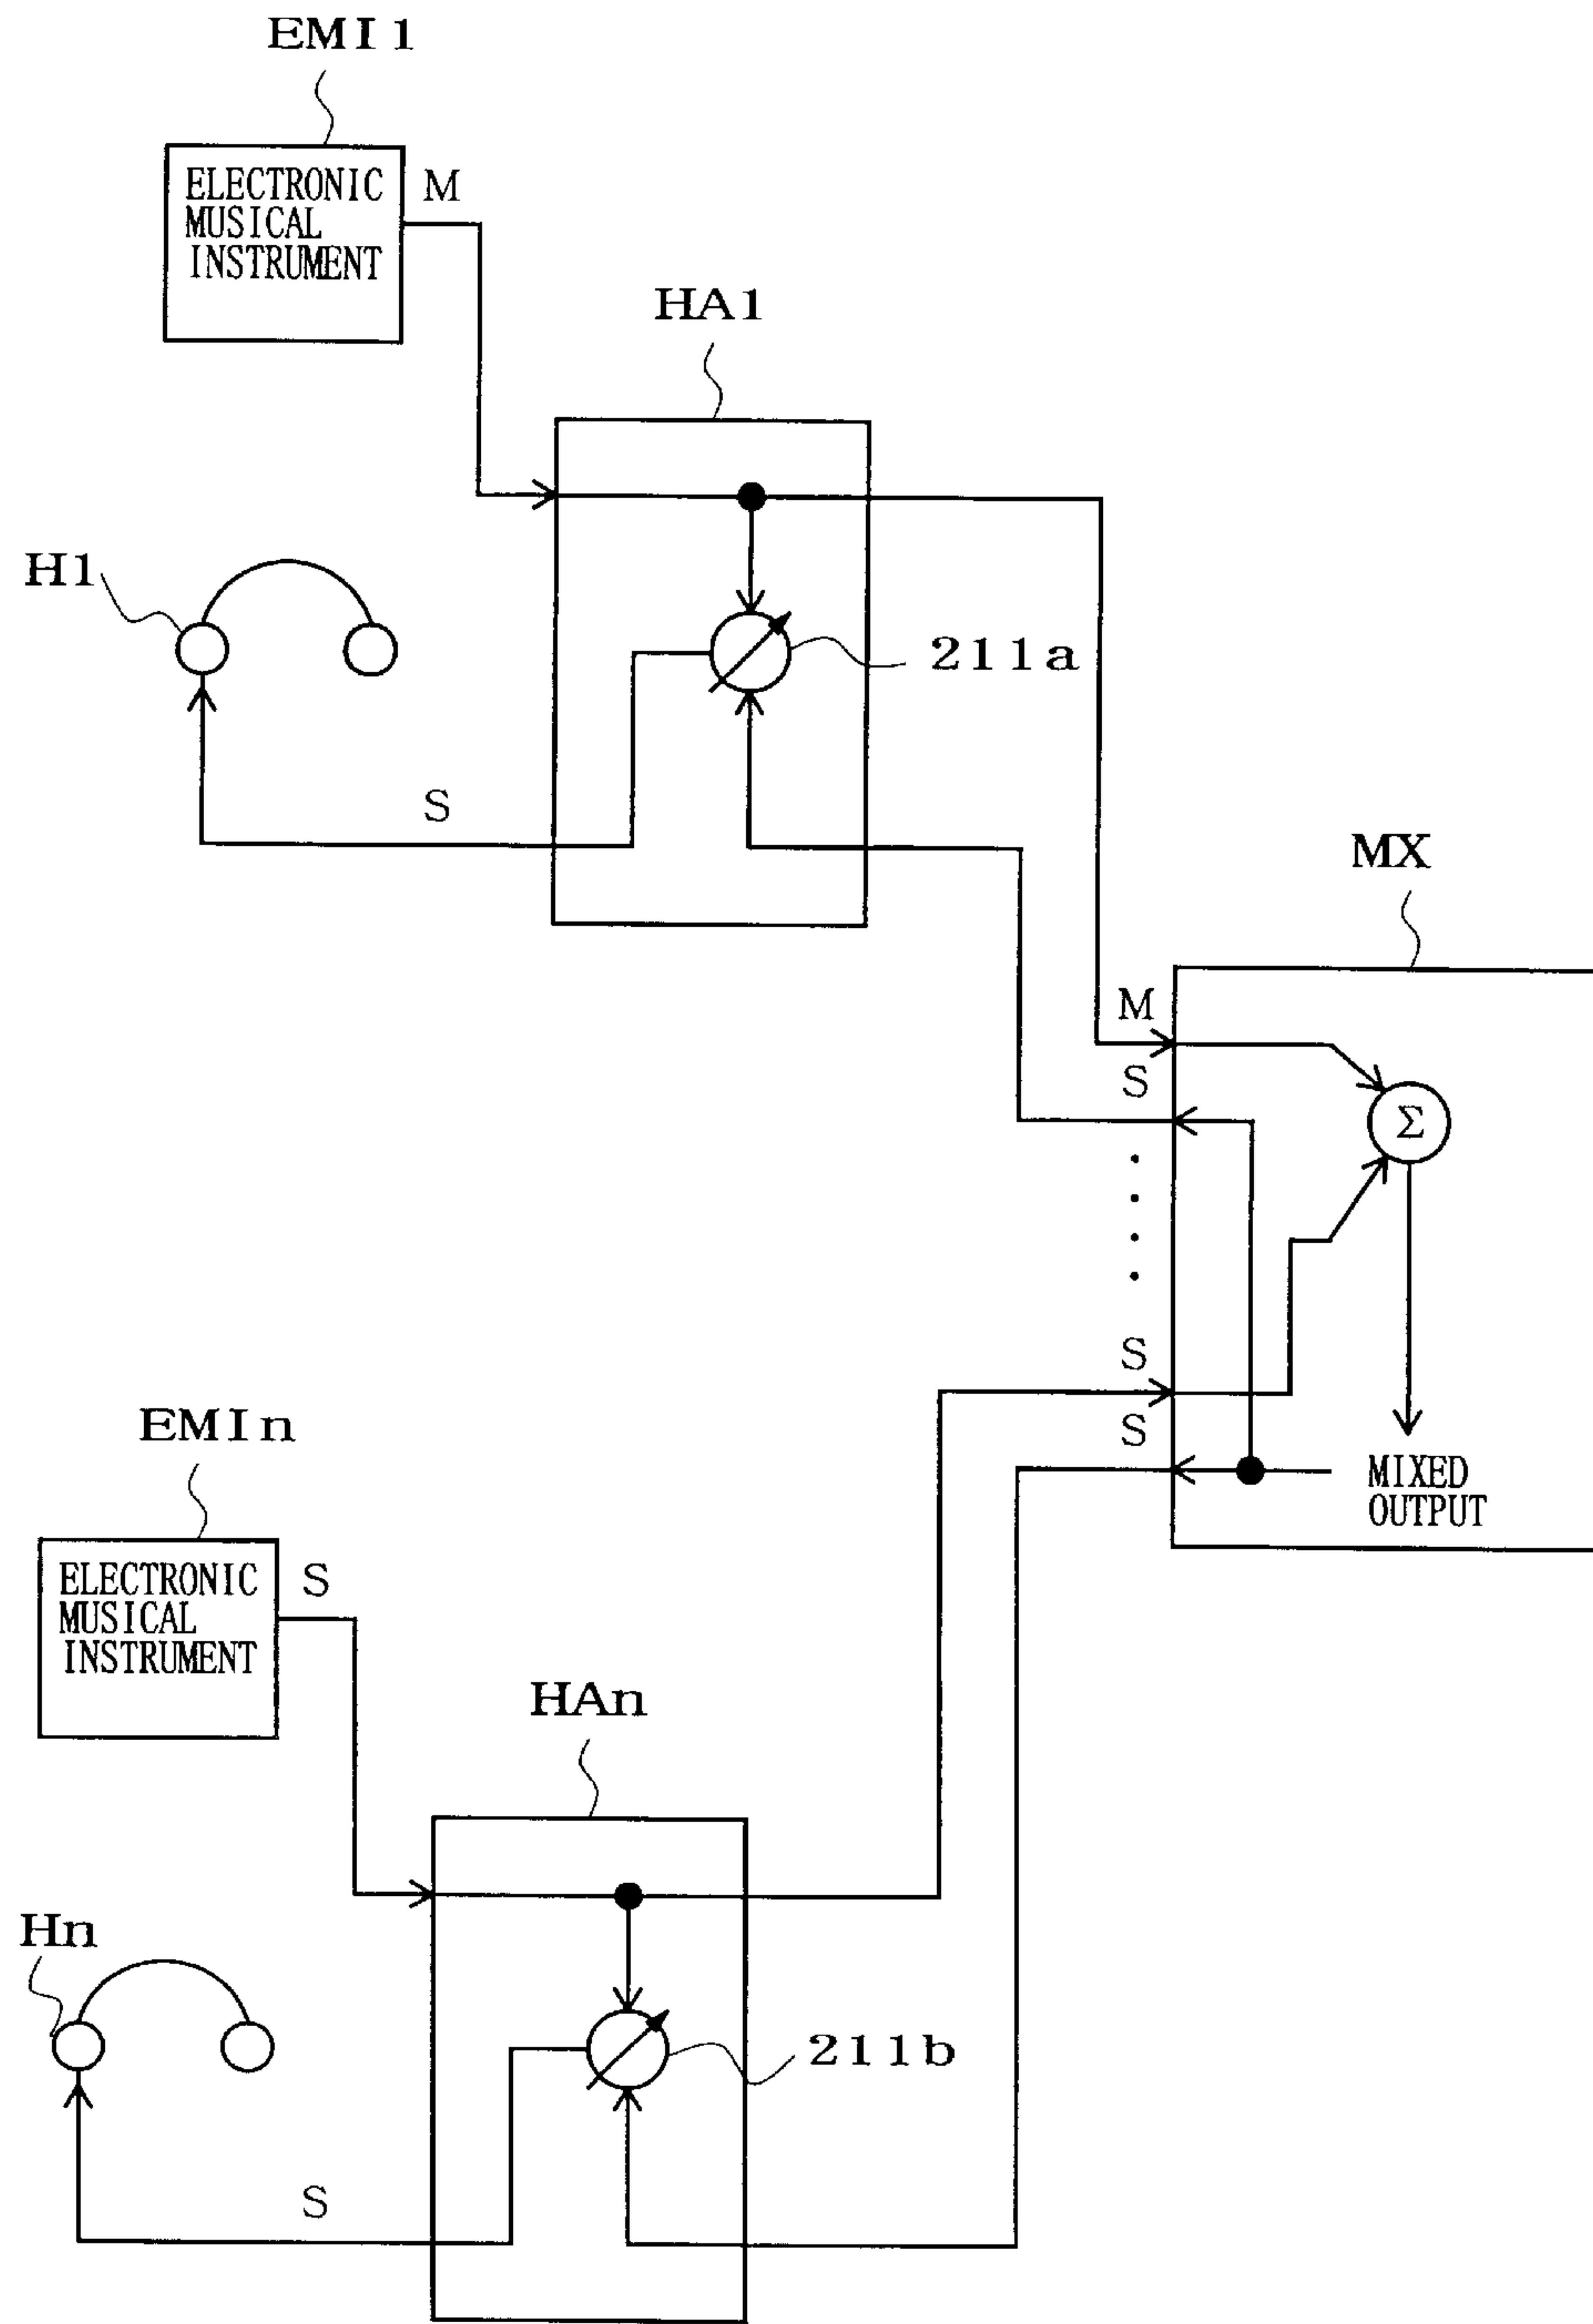 EMI1
ELECTRONIC
MUSICAL
INSTRUMENT
M
HA1
H1
211a
S
MX
M
S
Σ
S
S
MIXED
OUTPUT
EMIn
ELECTRONIC
MUSICAL
INSTRUMENT
S
HAn
Hn
211b
S